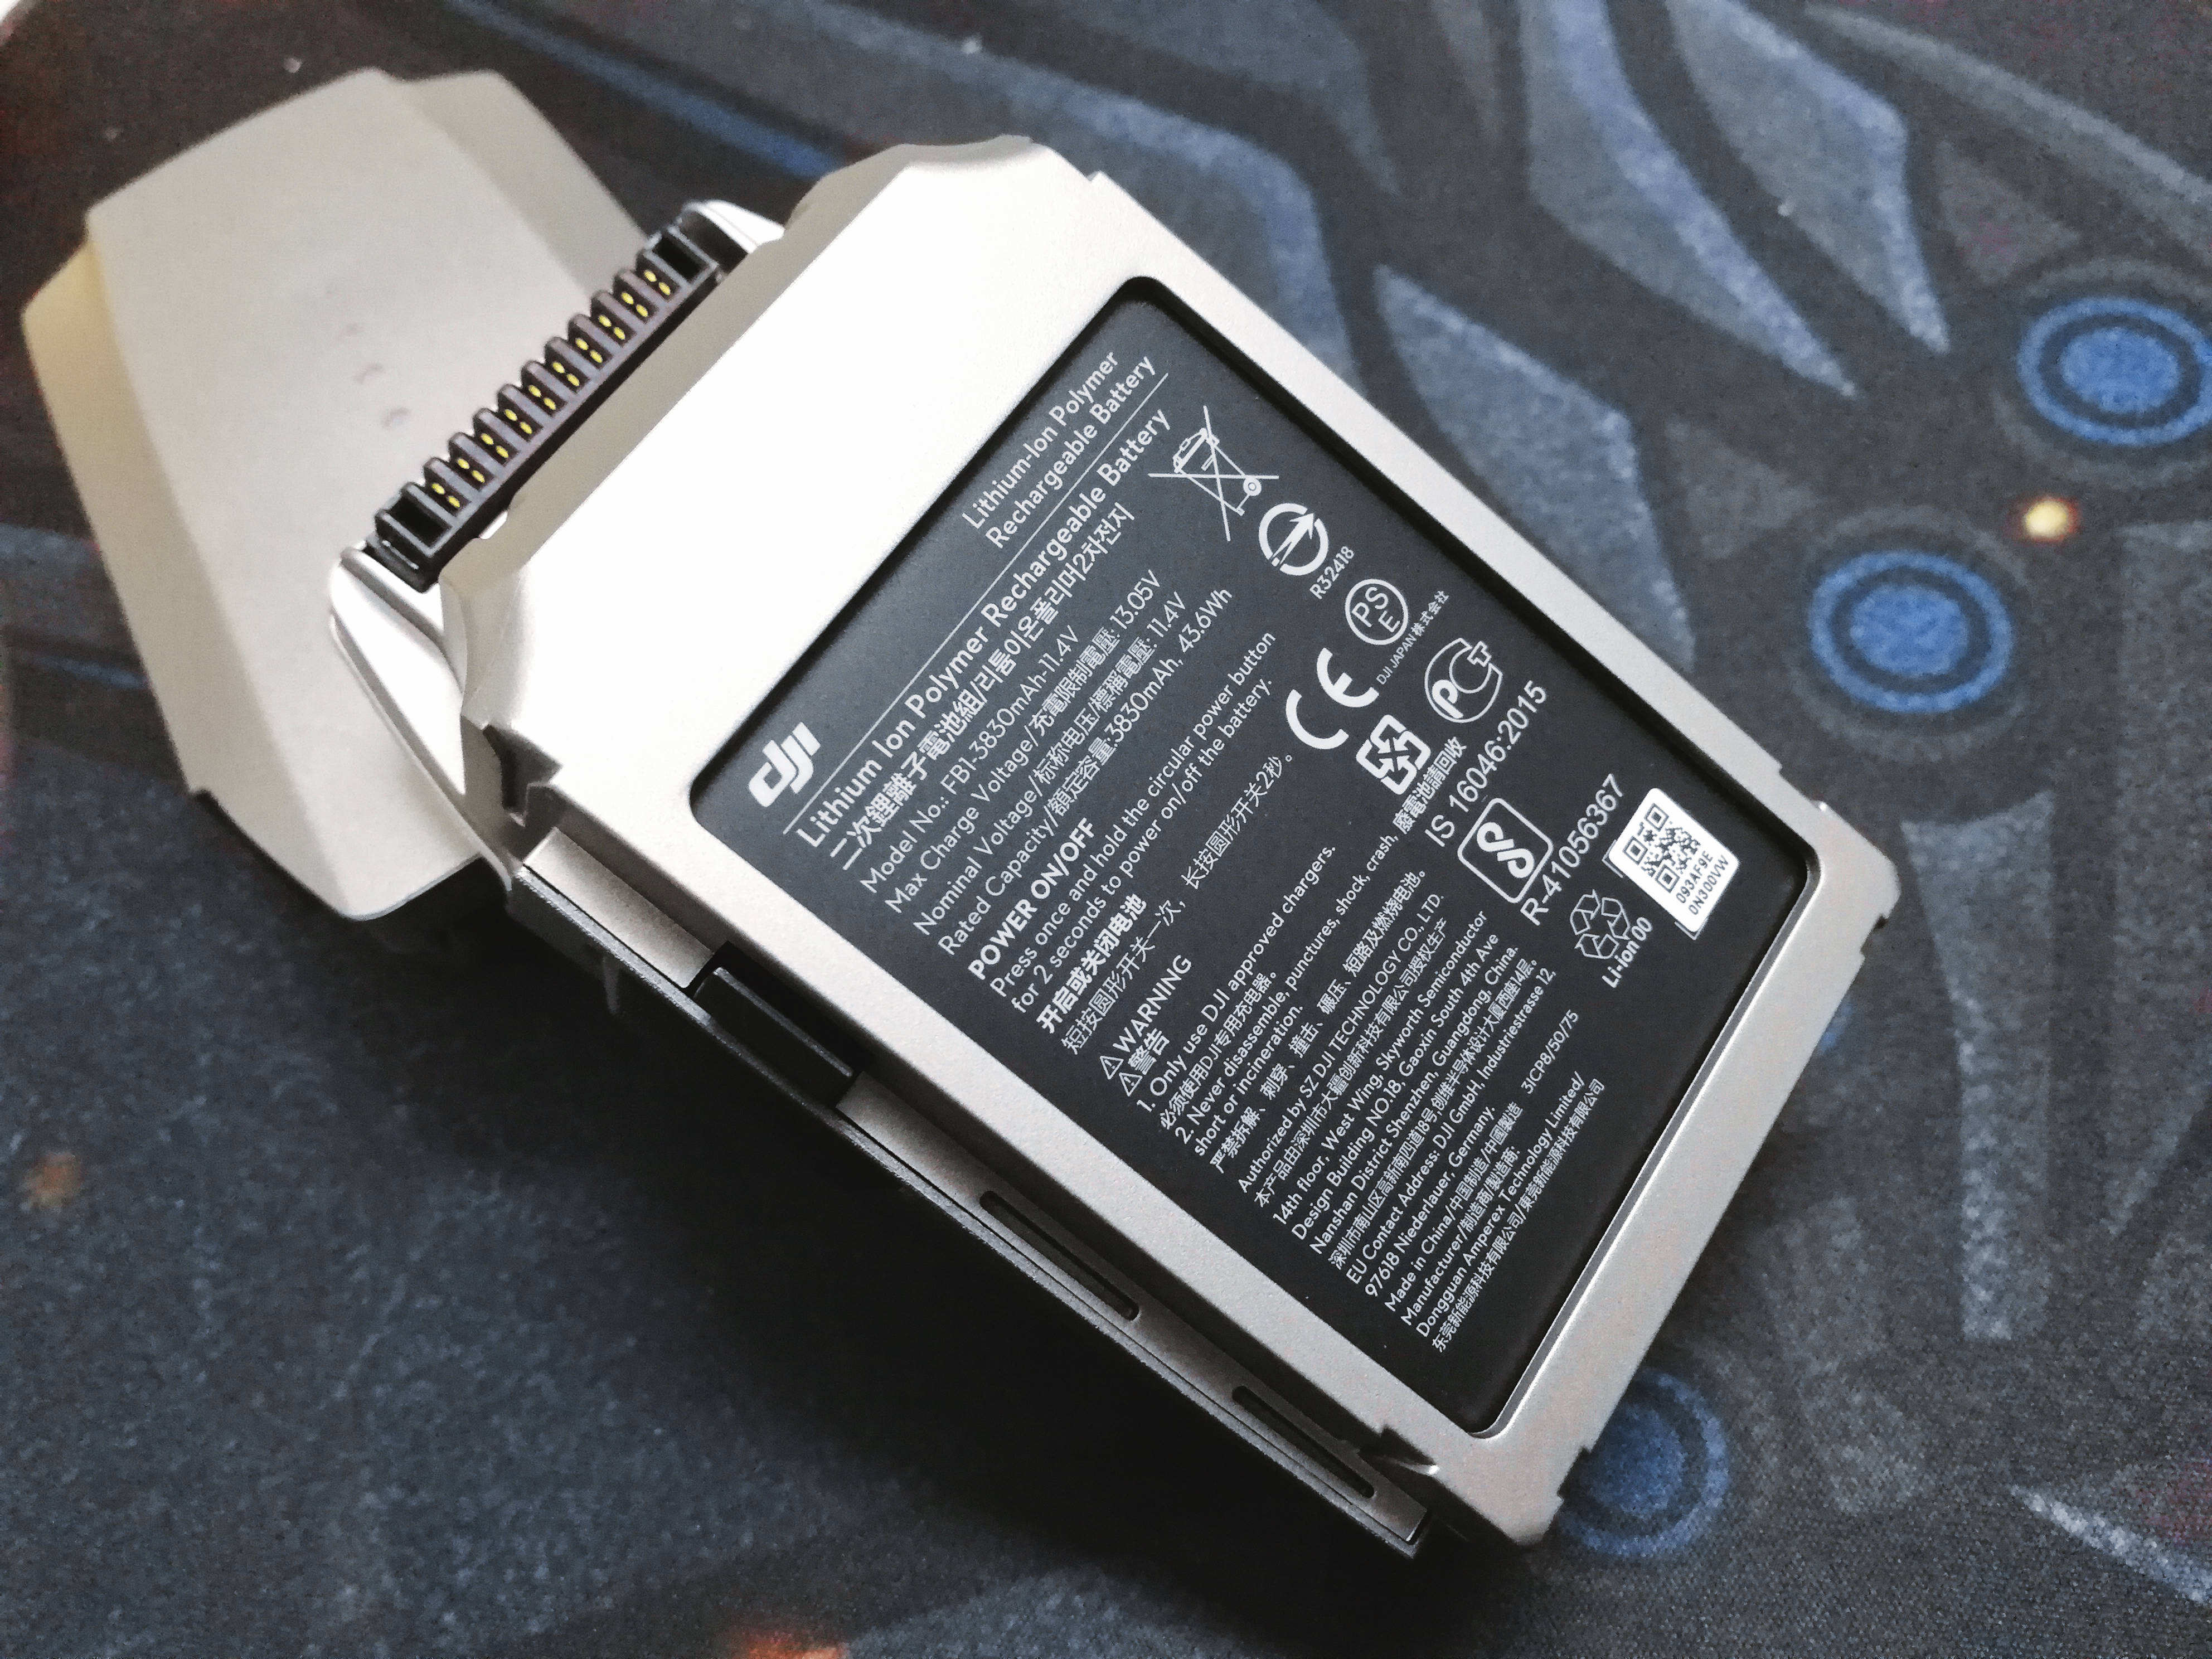 dji
Lithium-Ion Polymer
Rechargeable Battery
Lithium Ion Polymer Rechargeable Battery
二次鋰離子電池組/리튬이온폴리머2차전지
Model No.: FB1-3830mAh-11.4V
Max Charge Voltage/充電限制電壓: 13.05V
Nominal Voltage/标称电压/標稱電壓: 11.4V
Rated Capacity/額定容量:3830mAh, 43.6Wh
POWER ON/OFF
Press once and hold the circular power button
for 2 seconds to power on/off the battery.
开启或关闭电池
短按圆形开关一次，长按圆形开关2秒。
WARNING
警告
1. Only use DJI approved chargers.
必须使用DJI专用充电器。
2. Never disassemble, punctures, shock, crash,
short or incineration.
严禁拆解、刺穿、撞击、碾压、短路及燃烧电池。
Authorized by SZ DJI TECHNOLOGY CO., LTD.
本产品由深圳市大疆创新科技有限公司授权生产
14th floor, West Wing, Skyworth Semiconductor
Design Building NO.18, Gaoxin South 4th Ave
Nanshan District Shenzhen, Guangdong, China.
深圳市南山区高新南四道18号创维半导体设计大厦西座14层。
EU Contact Address: DJI GmbH, Industriestrasse 12,
97618 Niederlauer, Germany.
Made in China/中国制造/中國製造 3ICP8/50/75
Manufacturer/制造商/製造商:
Dongguan Amperex Technology Limited/
东莞新能源科技有限公司/東莞新能源科技有限公司
R32418
PS
E
DJI JAPAN 株式会社
CE
PC
廢電池請回收
IS 16046:2015
R-41056367
Li-ion 00
093AF9E
DN300VW